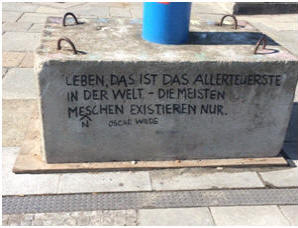 LEBEN, DAS IST DAS ALLERTEUERSTE
IN DER WELT - DIE MEISTEN
MESCHEN EXISTIEREN NUR.
N OSCAR WILDE